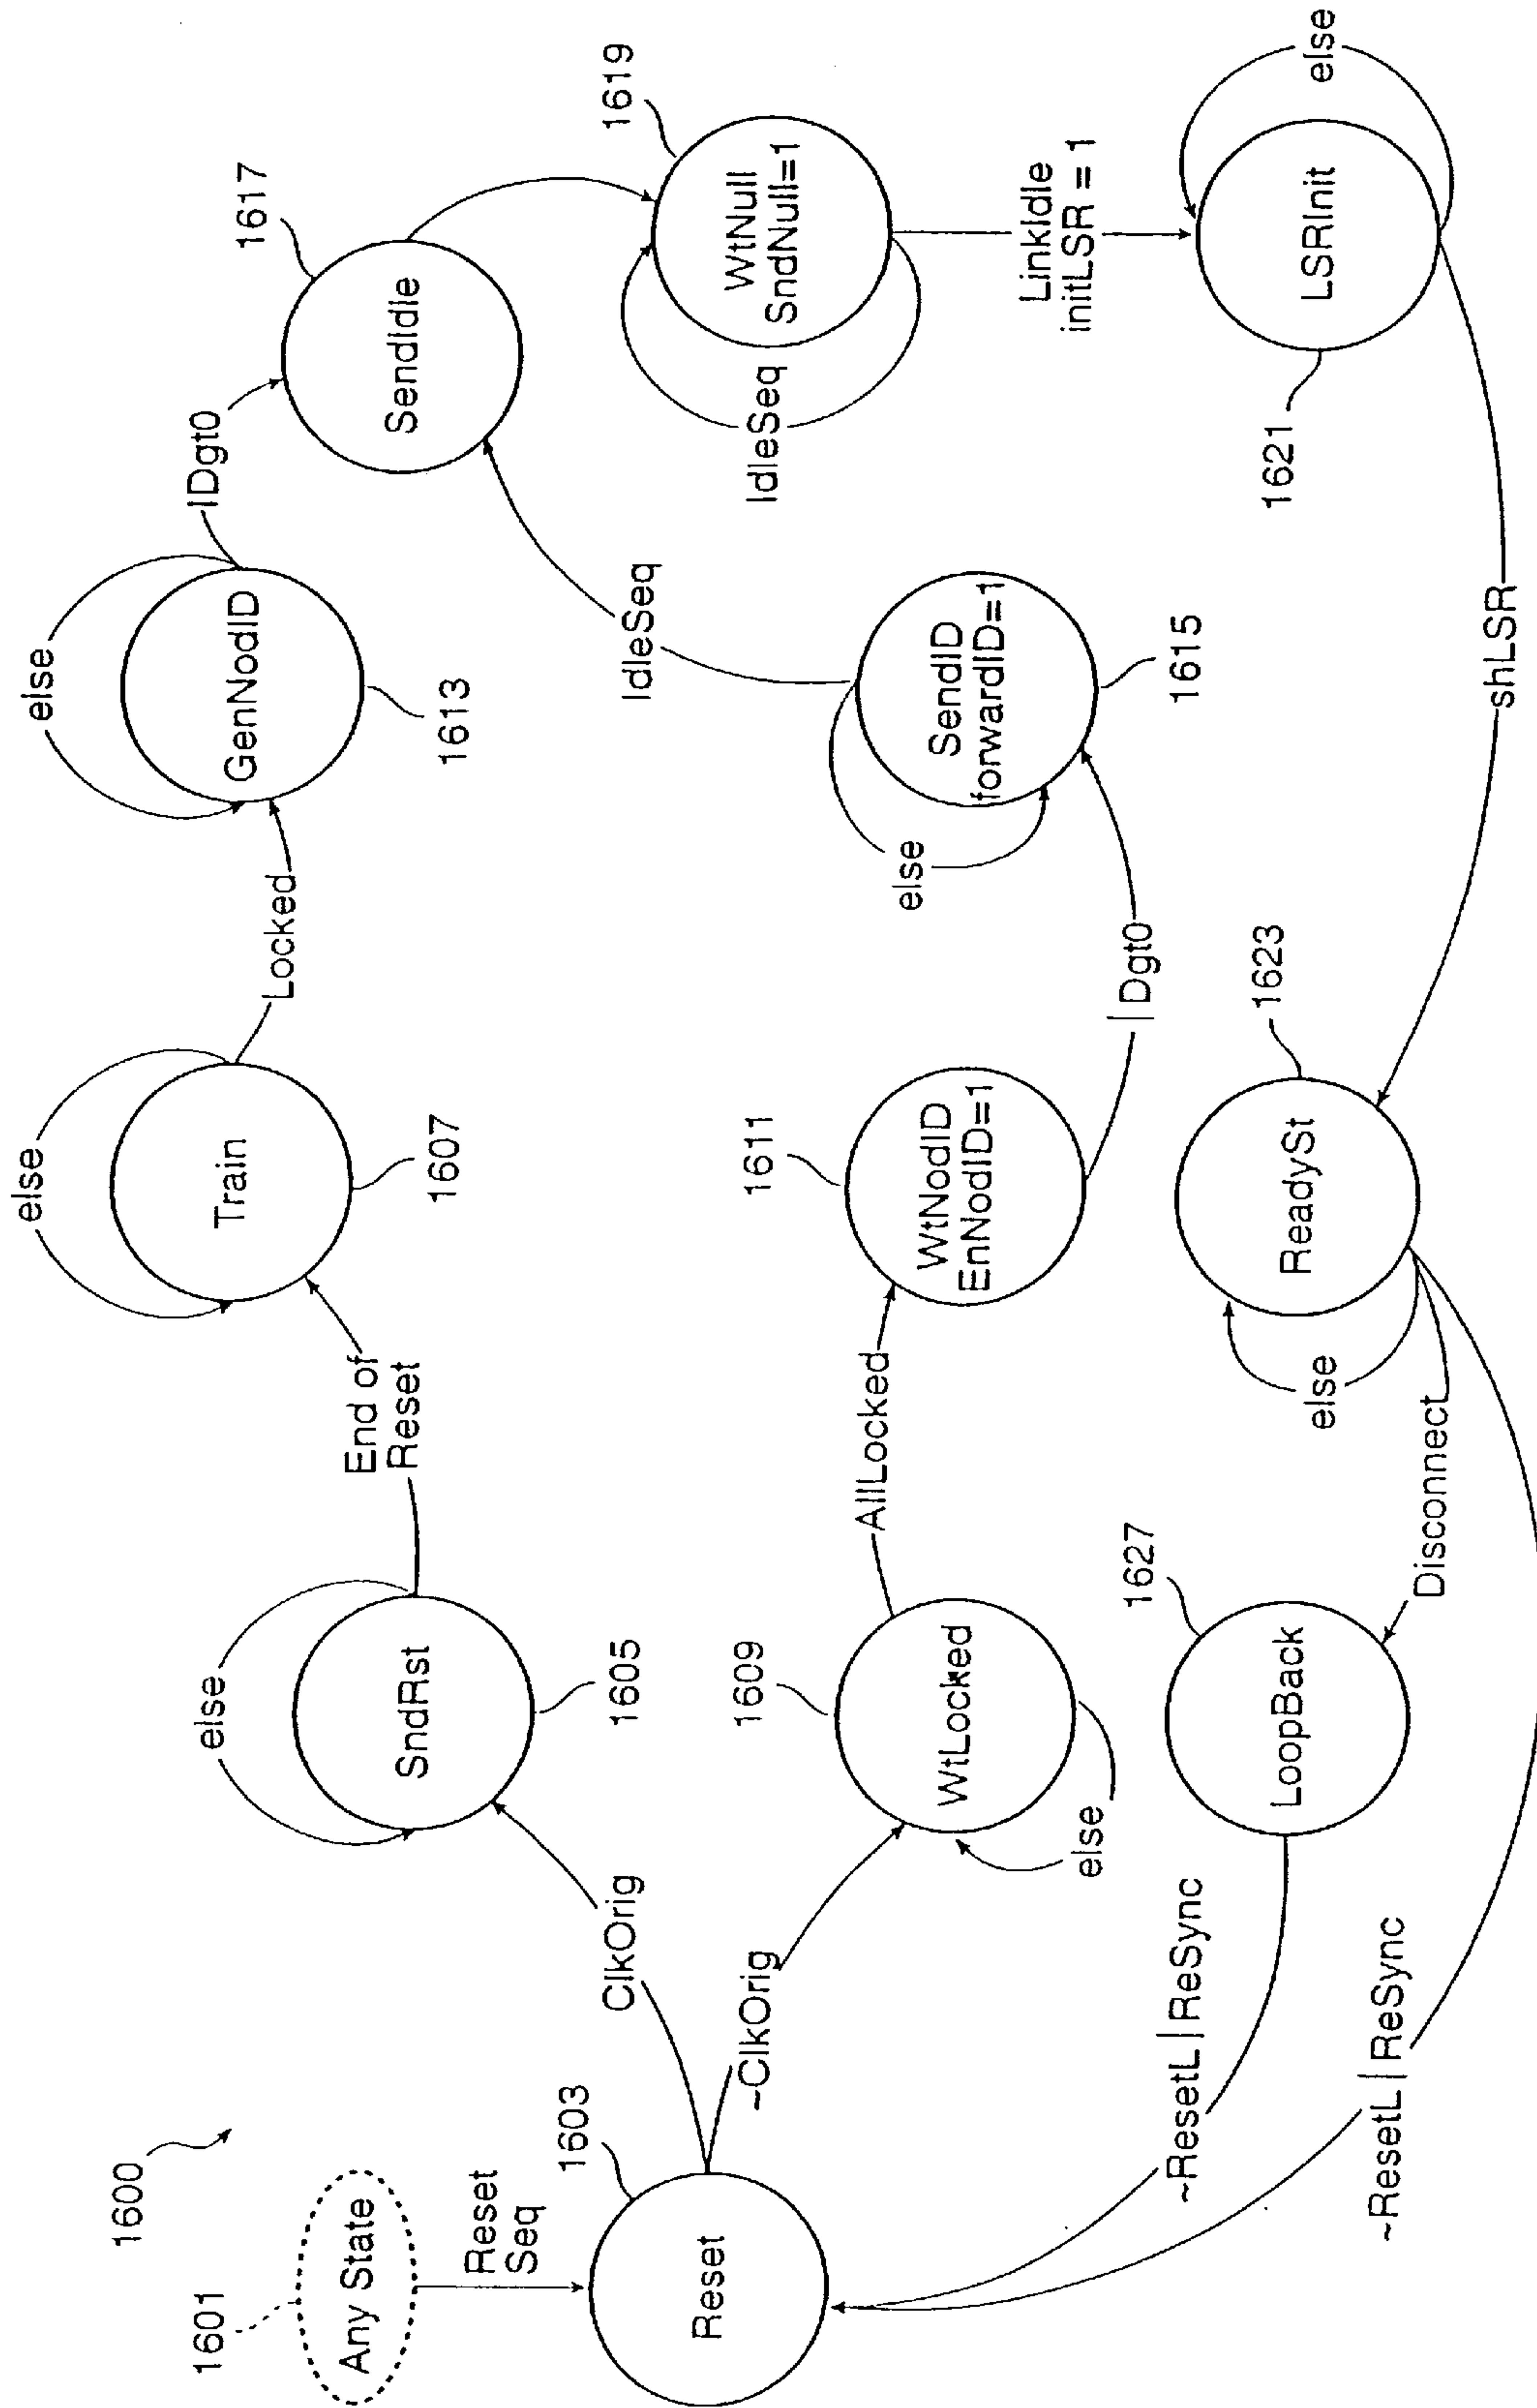 1600
1601
Any State
Reset
Seq
1603
Reset
ClkOrig
~ClkOrig
else
SndRst
1605
End of
Reset
else
Train
1607
Locked
else
GenNodID
1613
IDgt0
1617
SendIdle
1609
WtLocked
else
AllLocked
1611
WtNodID
EnNodID=1
IDgt0
else
SendID
forwardID=1
1615
IdleSeq
1619
WtNull
SndNull=1
IdleSeq
LinkIdle
initLSR = 1
LSRInit
else
1621
shLSR
1623
ReadySt
else
Disconnect
1627
LoopBack
~ResetL|ReSync
~ResetL|ReSync